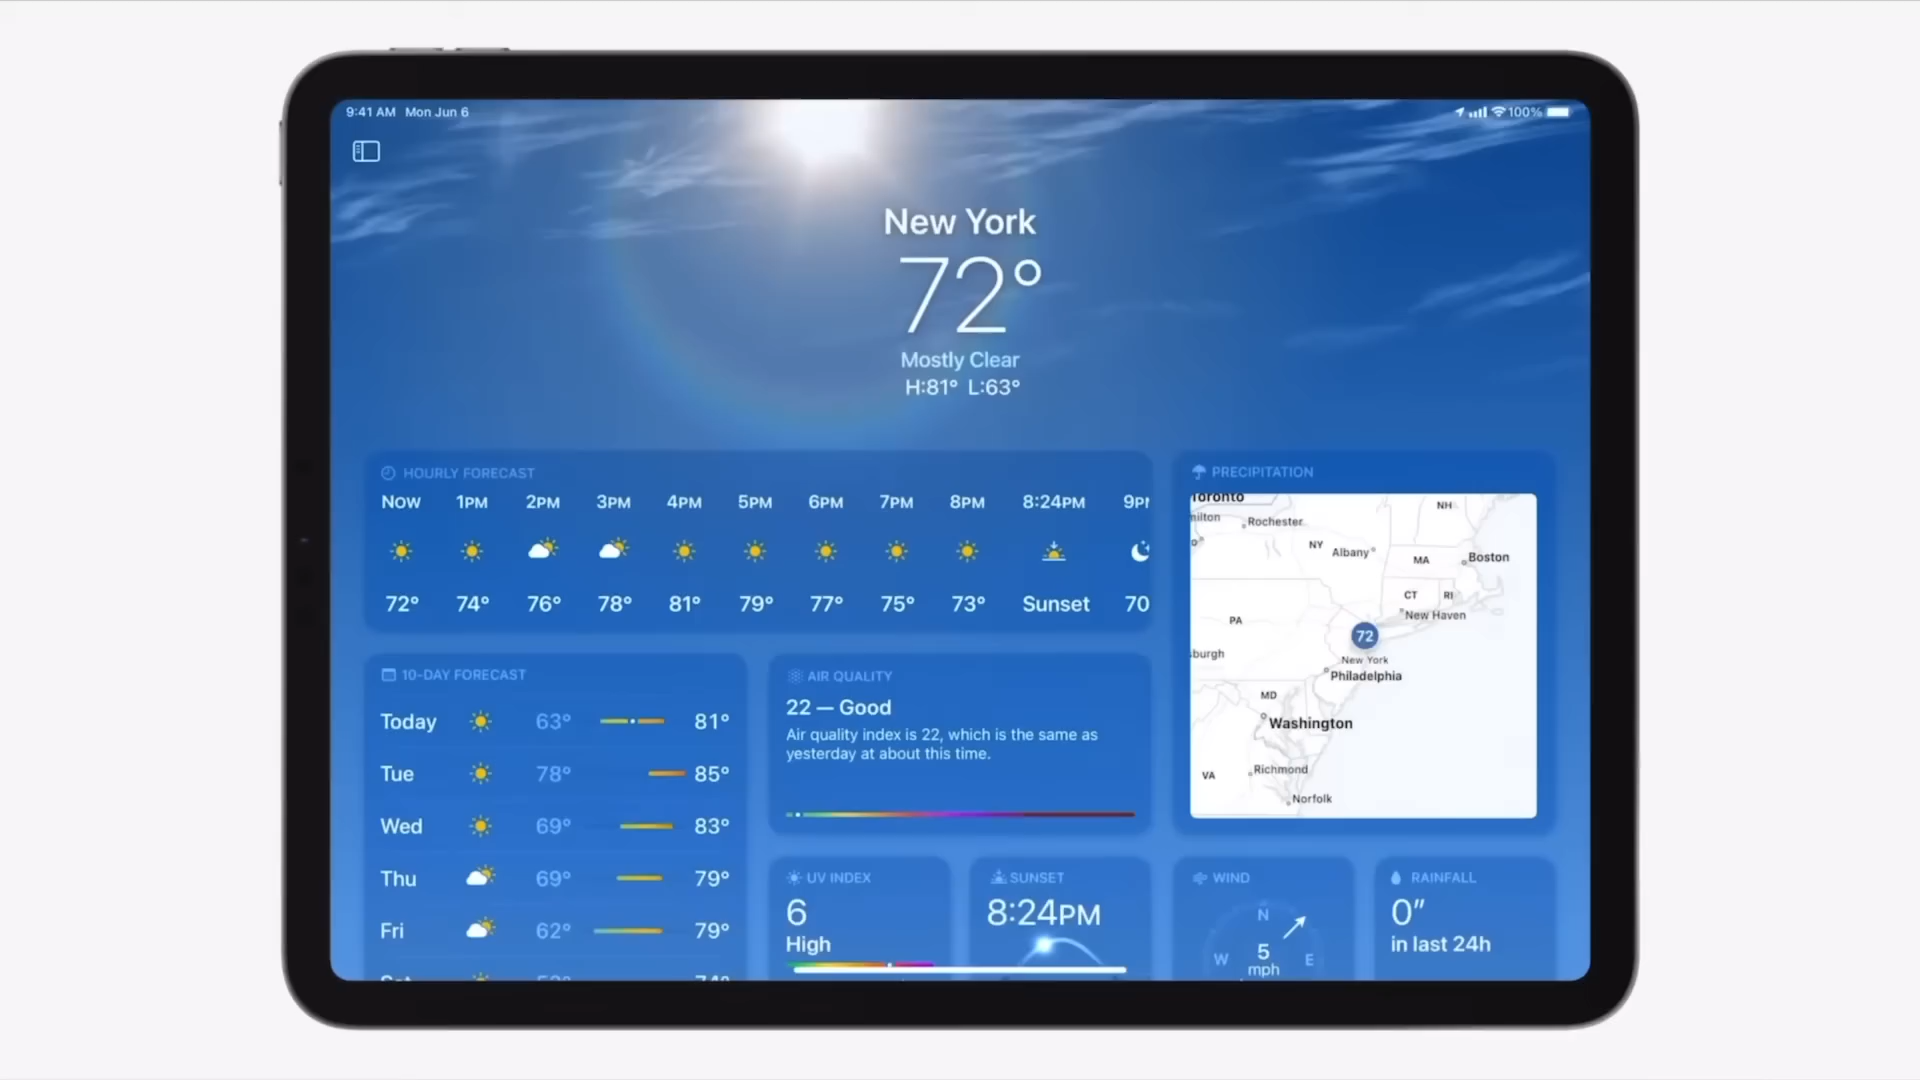 9:41 AM Mon Jun 6
100%
New York
72°
Mostly Clear
H:81° L:63°
HOURLY FORECAST
Now 1PM 2PM 3PM 4PM 5PM 6PM 7PM 8PM 8:24PM 9P
72° 74° 76° 78° 81° 79° 77° 75° 73° Sunset 70
PRECIPITATION
Toronto
NH
milton
Rochester
NY
Albany
MA
Boston
CT
RI
New Haven
PA
72
sburgh
New York
Philadelphia
MD
Washington
VA
Richmond
Norfolk
10-DAY FORECAST
Today 63° 81°
Tue 78° 85°
Wed 69° 83°
Thu 69° 79°
Fri 62° 79°
AIR QUALITY
22 — Good
Air quality index is 22, which is the same as
yesterday at about this time.
UV INDEX
6
High
SUNSET
8:24PM
WIND
N
W
5
E
mph
RAINFALL
0”
in last 24h